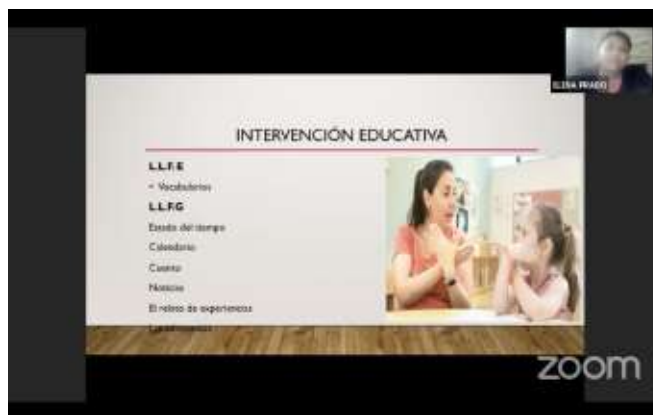 ELISA PRADO
INTERVENCIÓN EDUCATIVA
L.L.F.E
• Vocabularios
L.L.F.G
Estado del tiempo
Calendario
Cuento
Noticias
El relato de experiencias
zoom